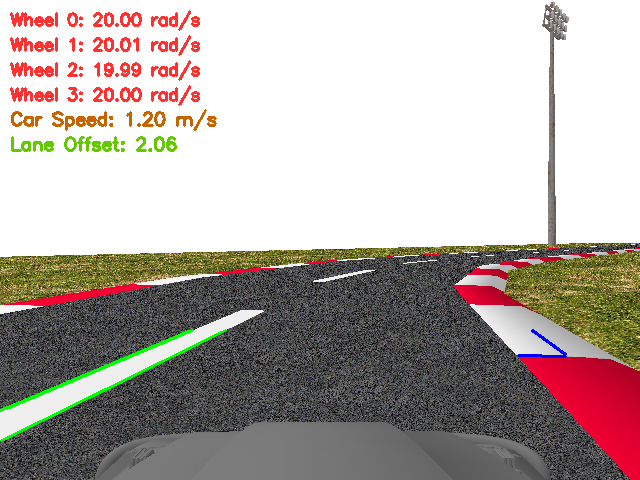 Wheel 0: 20.00 rad/s
Wheel 1: 20.01 rad/s
Wheel 2: 19.99 rad/s
Wheel 3: 20.00 rad/s
Car Speed: 1.20 m/s
Lane Offset: 2.06